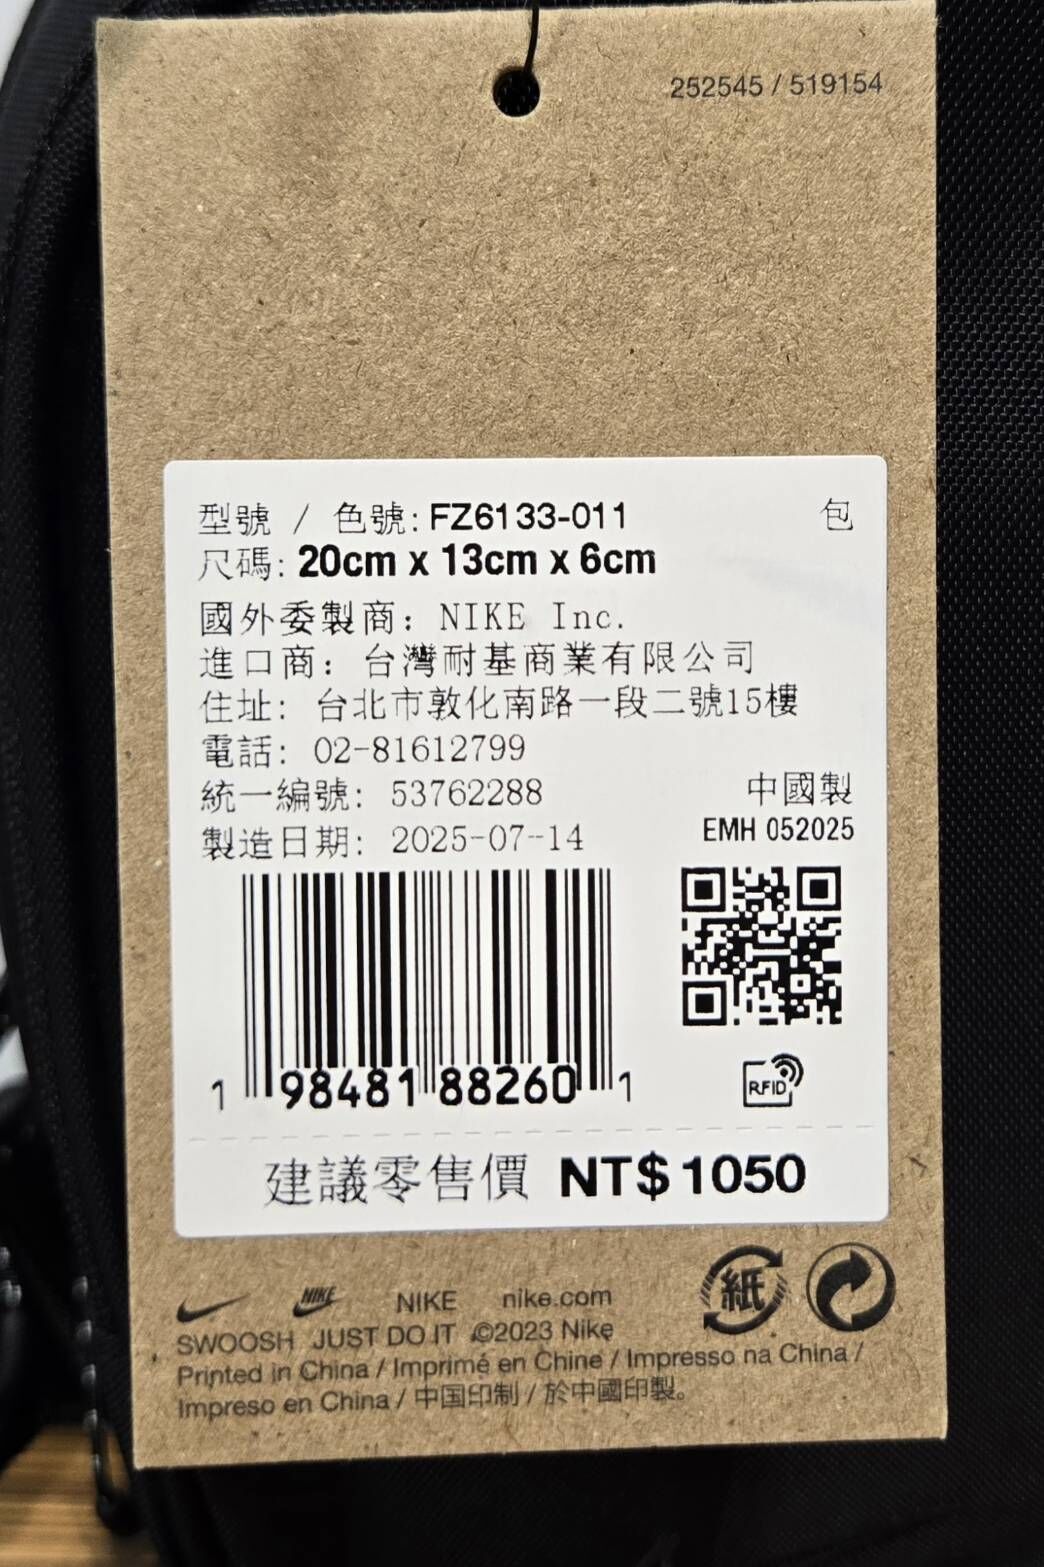 252545 / 519154
型號 / 色號: FZ6133-011 包
尺碼: 20cm x 13cm x 6cm
國外委製商: NIKE Inc.
進口商: 台灣耐基商業有限公司
住址: 台北市敦化南路一段二號15樓
電話: 02-81612799
統一編號: 53762288
中國製
製造日期: 2025-07-14
EMH 052025
1 98481 88260 1
RFID
建議零售價 NT$1050
NIKE NIKE nike.com
紙
SWOOSH JUST DO IT ©2023 Nike
Printed in China / Imprimé en Chine / Impresso na China /
Impreso en China / 中国印制 / 於中國印製。